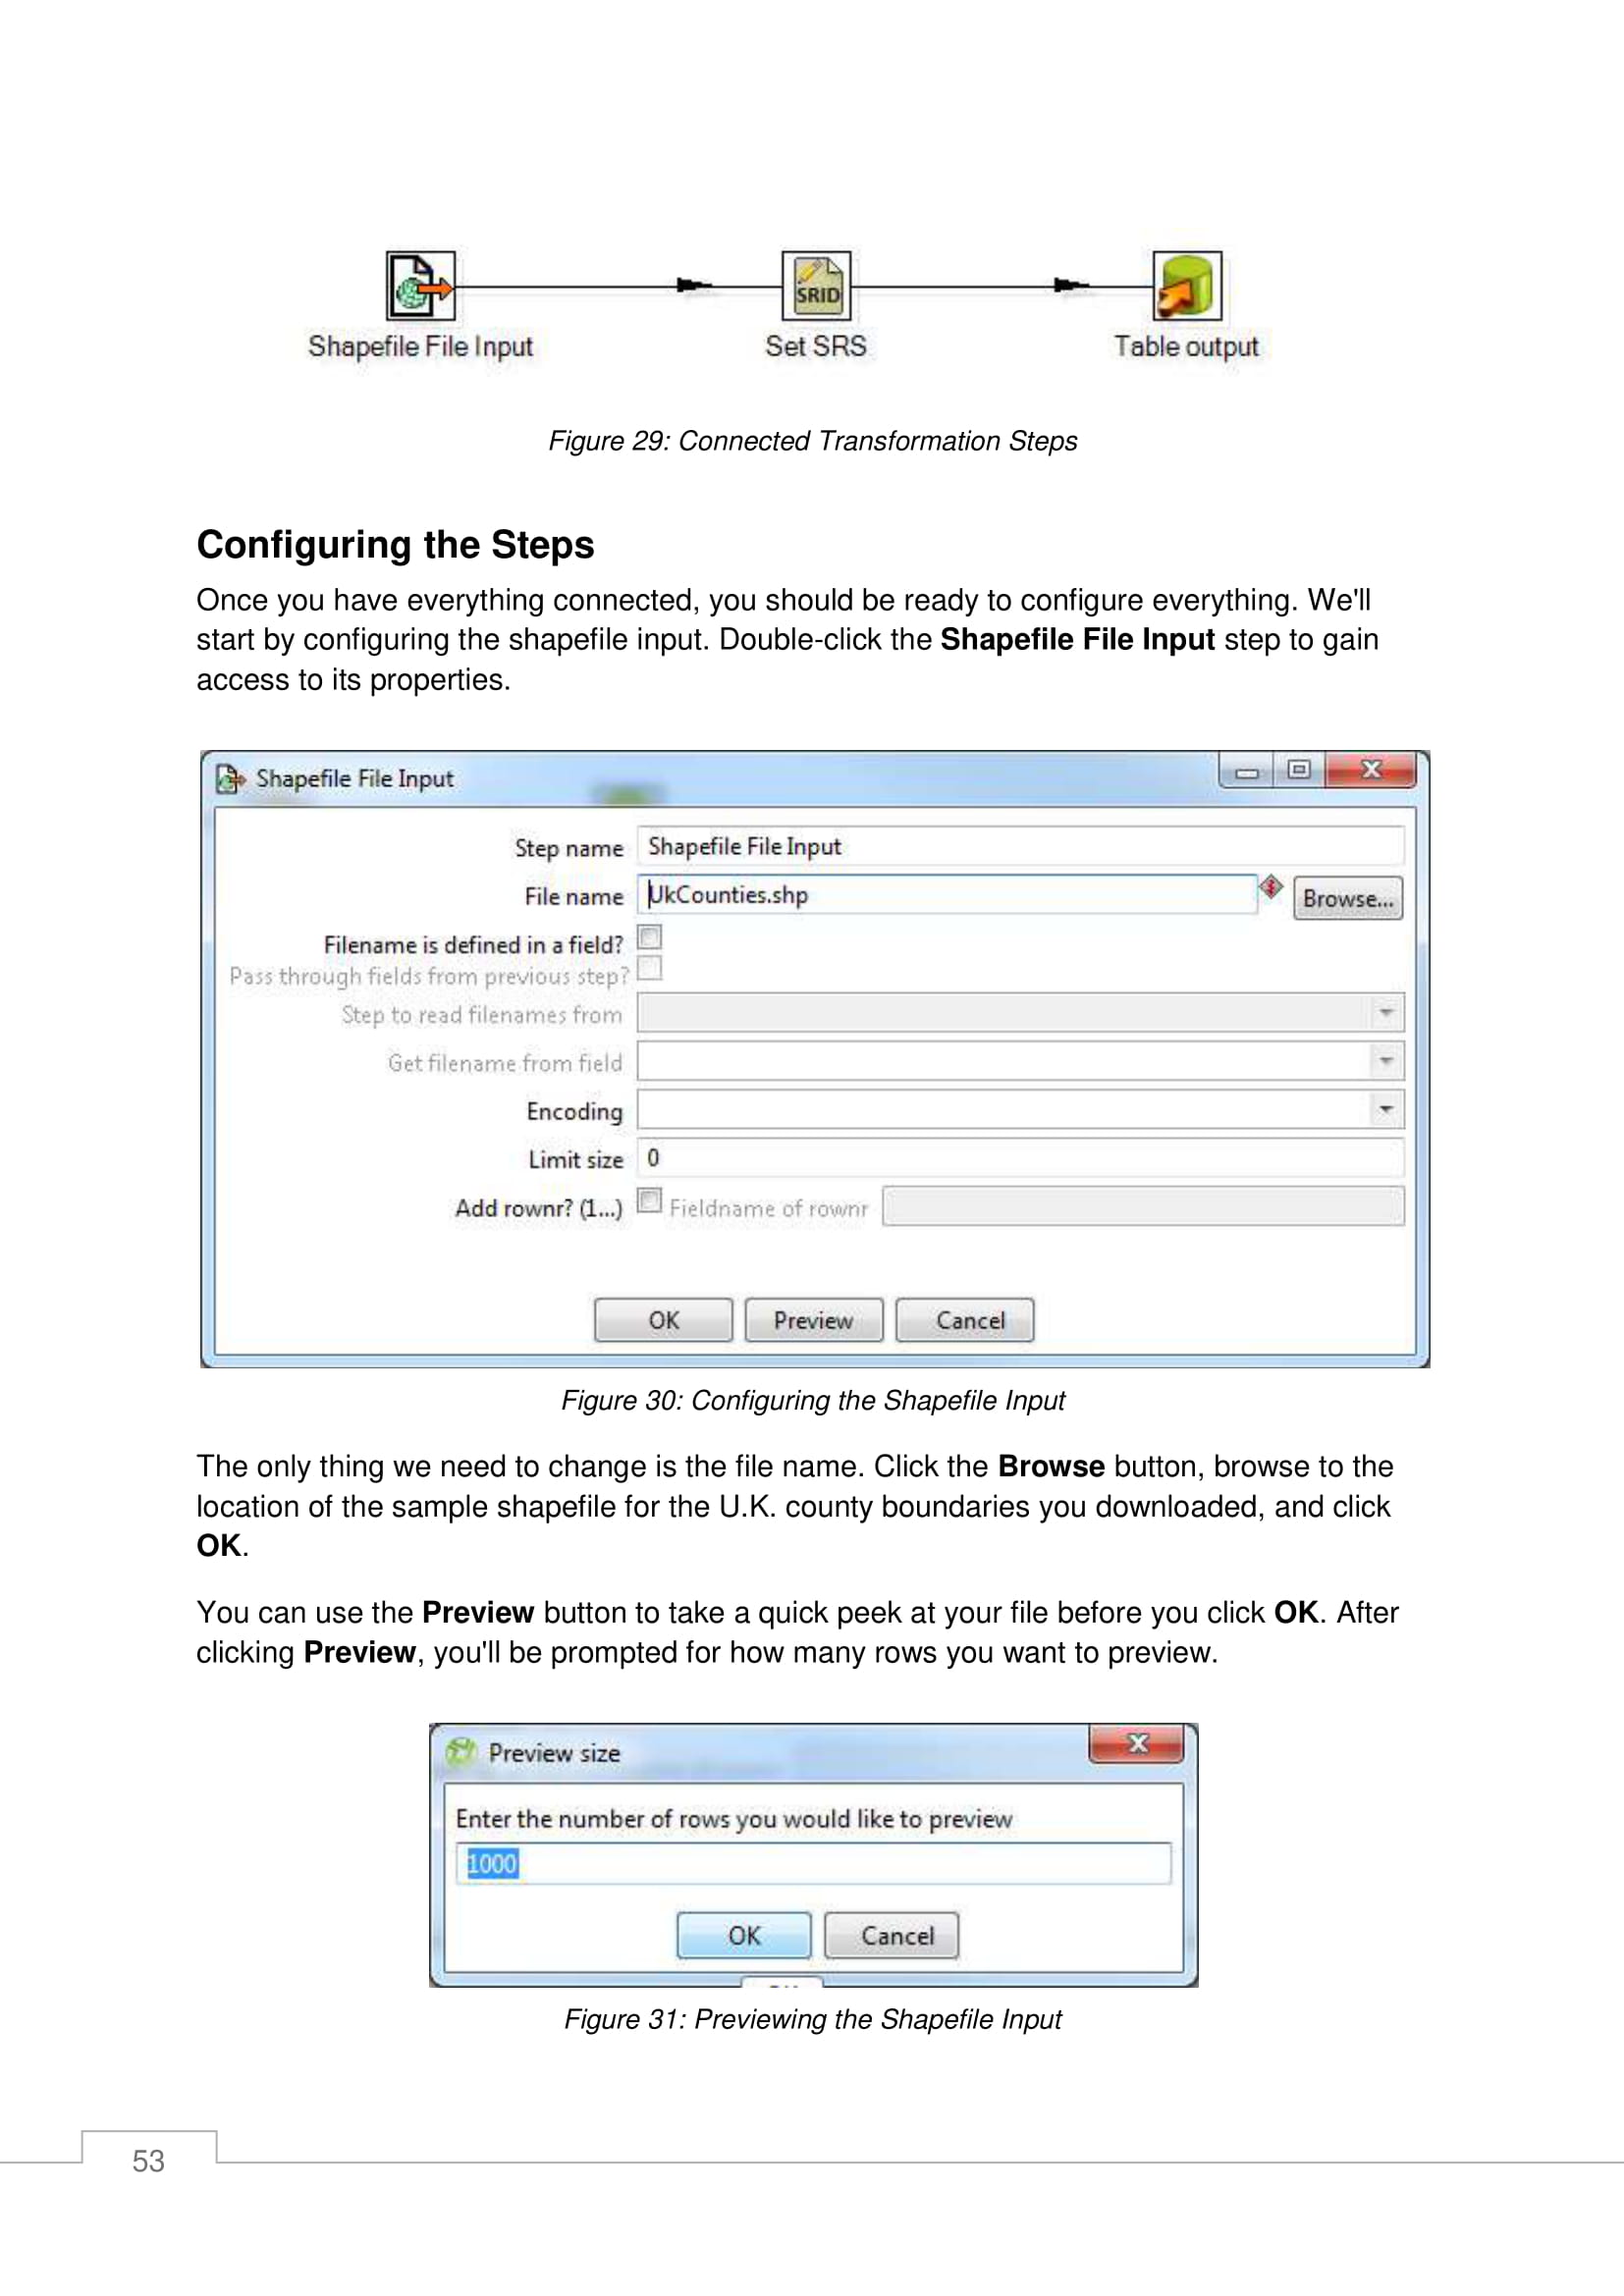 SRID
Shapefile File Input
Set SRS
Table output
Figure 29: Connected Transformation Steps
Configuring the Steps
Once you have everything connected, you should be ready to configure everything. We'll
start by configuring the shapefile input. Double-click the Shapefile File Input step to gain
access to its properties.
Shapefile File Input
Step name Shapefile File Input
File name UkCounties.shp Browse...
Filename is defined in a field?
Pass through fields from previous step?
Step to read filenames from
Get filename from field
Encoding
Limit size 0
Add rownr? (1...) Fieldname of rownr
OK Preview Cancel
Figure 30: Configuring the Shapefile Input
The only thing we need to change is the file name. Click the Browse button, browse to the
location of the sample shapefile for the U.K. county boundaries you downloaded, and click
OK.
You can use the Preview button to take a quick peek at your file before you click OK. After
clicking Preview, you'll be prompted for how many rows you want to preview.
Preview size
Enter the number of rows you would like to preview
1000
OK Cancel
Figure 31: Previewing the Shapefile Input
53